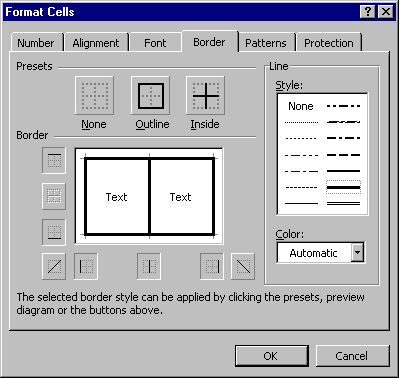 Format Cells
Number Alignment Font Border Patterns Protection
Presets
None Outline Inside
Border
Text Text
Line
Style:
None
Color:
Automatic
The selected border style can be applied by clicking the presets, preview
diagram or the buttons above.
OK Cancel